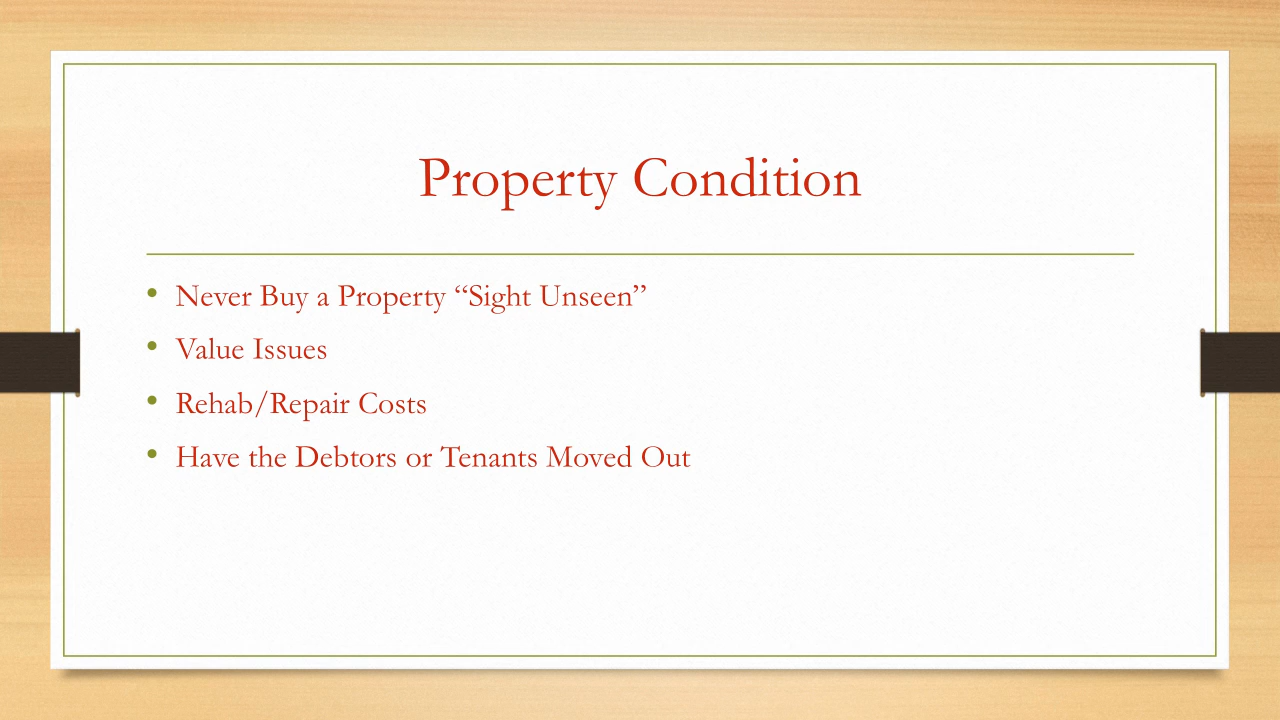 Property Condition
• Never Buy a Property “Sight Unseen”
• Value Issues
• Rehab/Repair Costs
• Have the Debtors or Tenants Moved Out